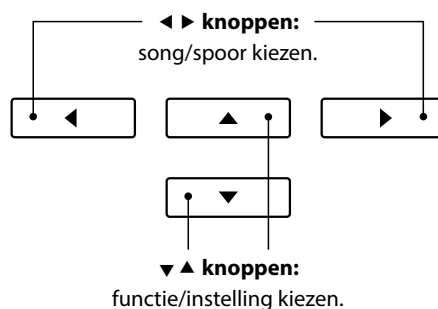 ◀ ▶ knoppen:
song/spoor kiezen.
▼ ▲ knoppen:
functie/instelling kiezen.